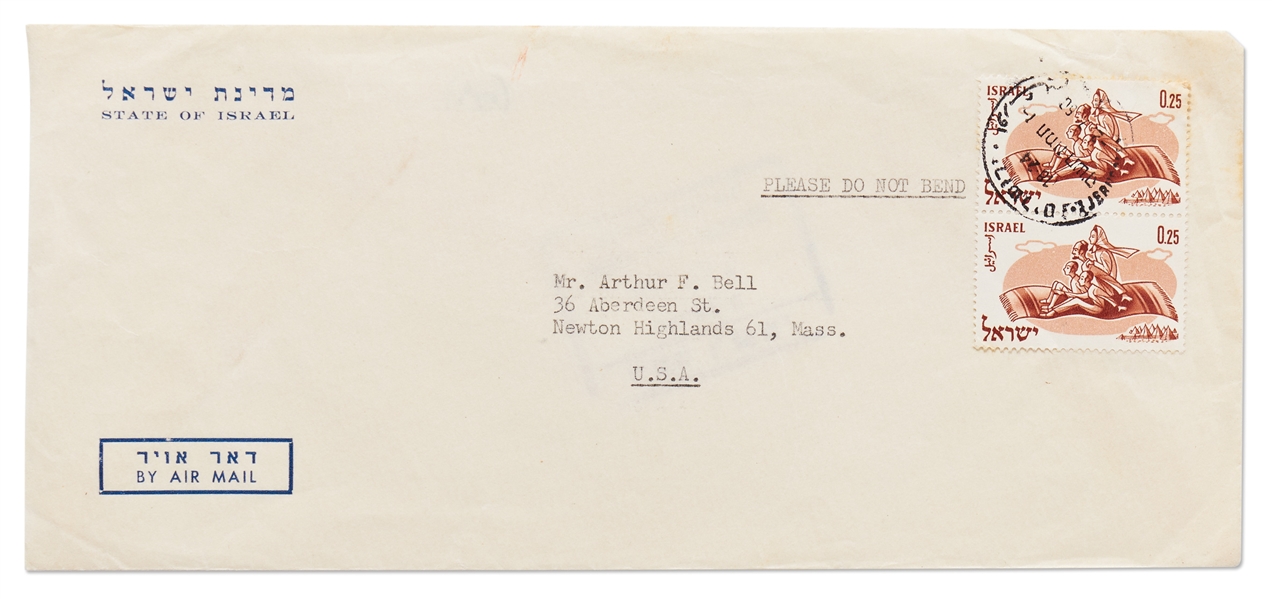 מדינת ישראל
STATE OF ISRAEL
ISRAEL 0.25
ישראל
PLEASE DO NOT BEND
ISRAEL 0.25
ישראל
Mr. Arthur F. Bell
36 Aberdeen St.
Newton Highlands 61, Mass.
U.S.A.
דאר אויר
BY AIR MAIL